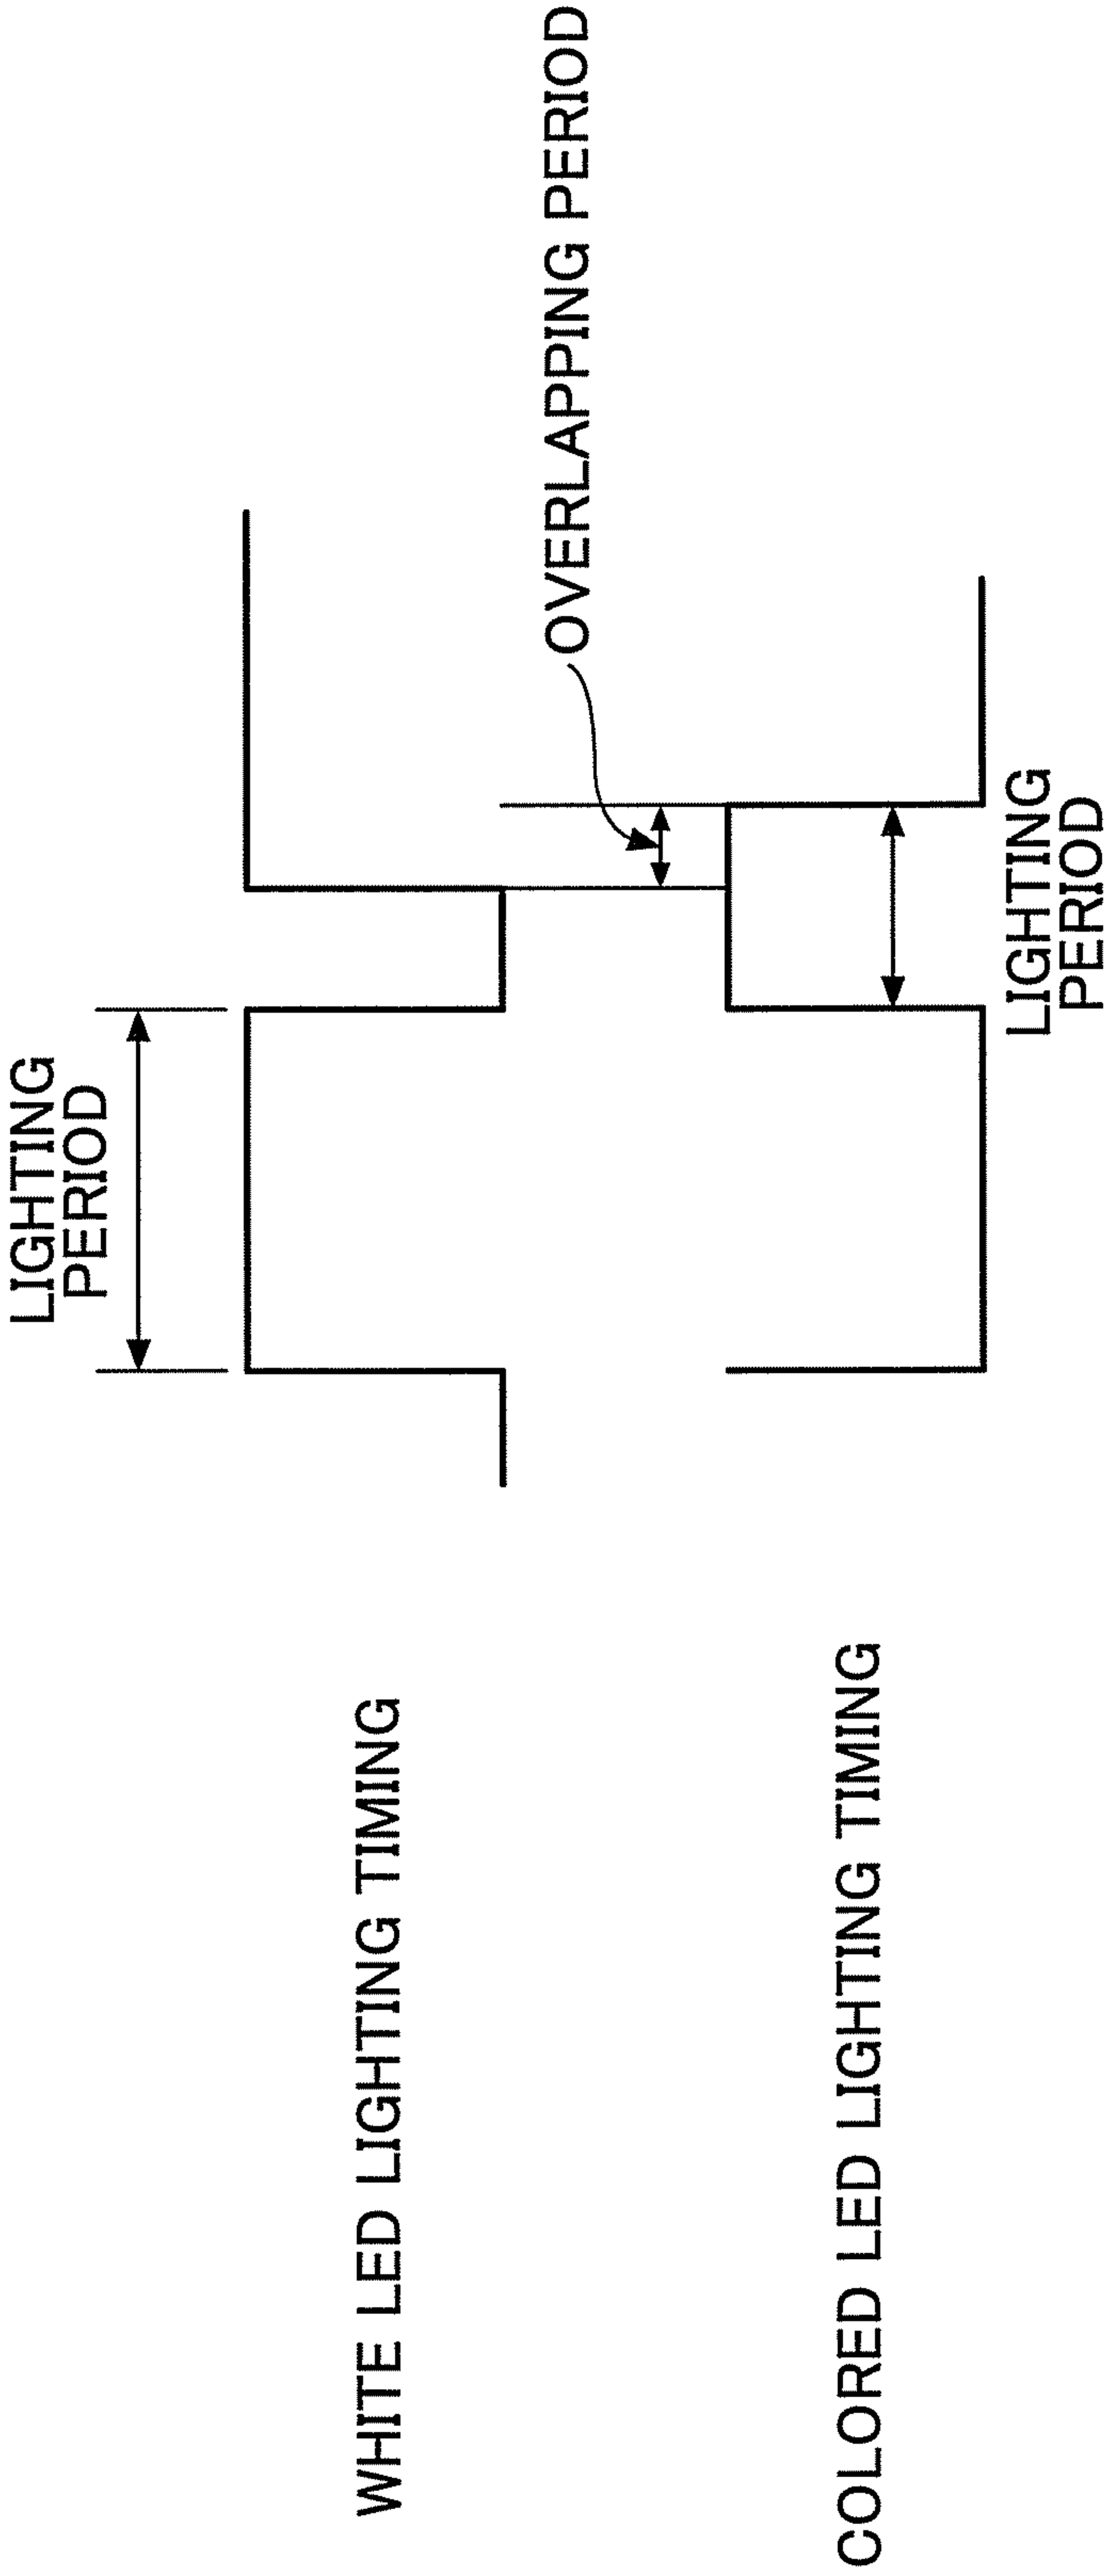 LIGHTING
PERIOD
WHITE LED LIGHTING TIMING
OVERLAPPING PERIOD
COLORED LED LIGHTING TIMING
LIGHTING
PERIOD